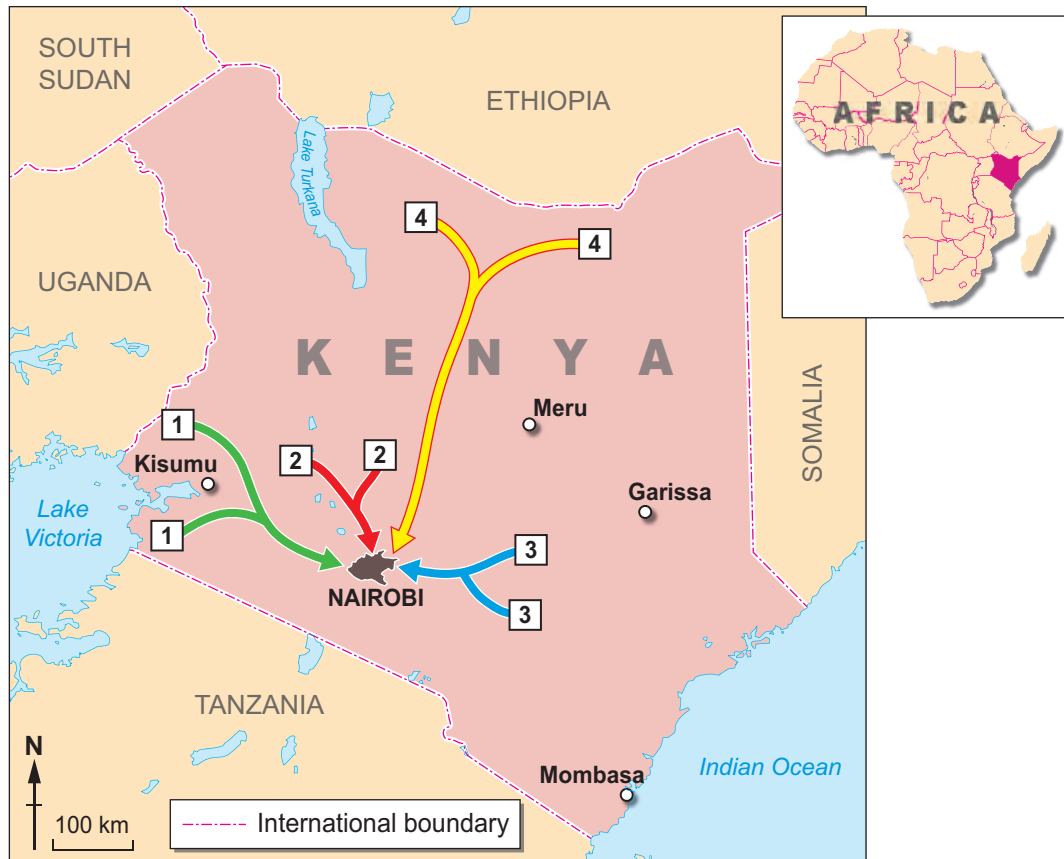 SOUTH
SUDAN
ETHIOPIA
AFRICA
Lake Turkana
4
4
UGANDA
KENYA
SOMALIA
1
Meru
2
2
Kisumu
Garissa
Lake
Victoria
1
3
NAIROBI
3
TANZANIA
N
Mombasa
Indian Ocean
100 km
International boundary